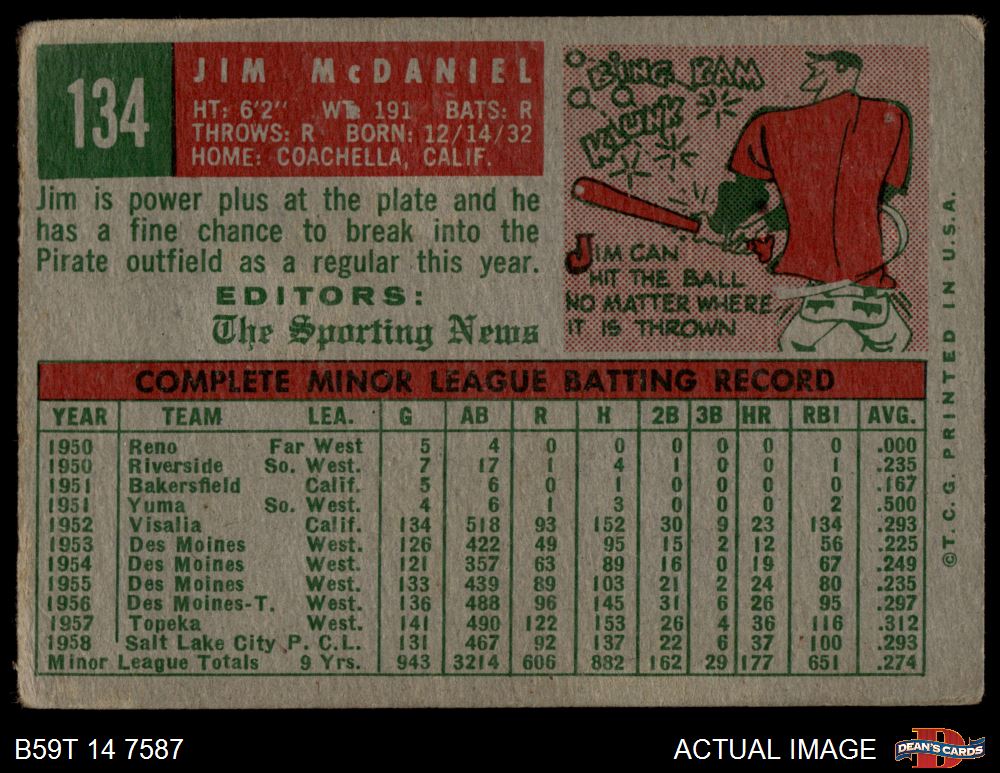 134
JIM McDANIEL
HT: 6'2" WT: 191 BATS: R
THROWS: R BORN: 12/14/32
HOME: COACHELLA, CALIF.
Jim is power plus at the plate and he
has a fine chance to break into the
Pirate outfield as a regular this year.
EDITORS:
The Sporting News
BING BAM
KLUNK
JIM CAN
HIT THE BALL
NO MATTER WHERE
IT IS THROWN
© T. C. G. PRINTED IN U.S.A.
COMPLETE MINOR LEAGUE BATTING RECORD
YEAR TEAM LEA. G AB R H 2B 3B HR RBI AVG.
1950 Reno Far West 5 4 0 0 0 0 0 0 .000
1950 Riverside So. West. 7 17 1 4 1 0 0 1 .235
1951 Bakersfield Calif. 5 6 0 1 0 0 0 0 .167
1951 Yuma So. West. 4 6 1 3 0 0 0 2 .500
1952 Visalia Calif. 134 518 93 152 30 9 23 134 .293
1953 Des Moines West. 126 422 49 95 15 2 12 56 .225
1954 Des Moines West. 121 357 63 89 16 0 19 67 .249
1955 Des Moines West. 133 439 89 103 21 2 24 80 .235
1956 Des Moines-T. West. 136 488 96 145 31 6 26 95 .297
1957 Topeka West. 141 490 122 153 26 4 36 116 .312
1958 Salt Lake City P. C. L. 131 467 92 137 22 6 37 100 .293
Minor League Totals 9 Yrs. 943 3214 606 882 162 29 177 651 .274
B59T 14 7587
ACTUAL IMAGE
D
DEAN'S CARDS